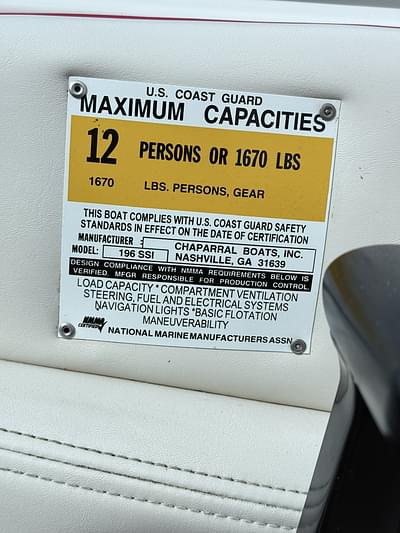 U.S. COAST GUARD
MAXIMUM CAPACITIES
12 PERSONS OR 1670 LBS
1670 LBS. PERSONS, GEAR
THIS BOAT COMPLIES WITH U.S. COAST GUARD SAFETY
STANDARDS IN EFFECT ON THE DATE OF CERTIFICATION
MANUFACTURER : CHAPARRAL BOATS, INC.
MODEL: 196 SSI NASHVILLE, GA 31639
DESIGN COMPLIANCE WITH NMMA REQUIREMENTS BELOW IS
VERIFIED. MFGR RESPONSIBLE FOR PRODUCTION CONTROL.
LOAD CAPACITY * COMPARTMENT VENTILATION
STEERING, FUEL AND ELECTRICAL SYSTEMS
NAVIGATION LIGHTS *BASIC FLOTATION
MANEUVERABILITY
NMMA CERTIFIED
NATIONAL MARINE MANUFACTURERS ASSN.